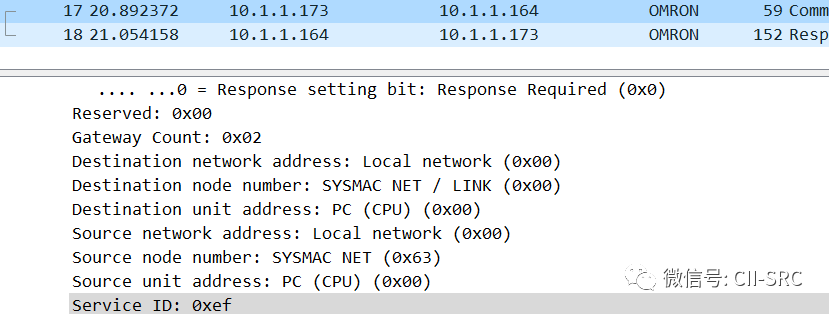 17 20.892372 10.1.1.173 10.1.1.164 OMRON 59 Comm
18 21.054158 10.1.1.164 10.1.1.173 OMRON 152 Resp
.... ...0 = Response setting bit: Response Required (0x0)
Reserved: 0x00
Gateway Count: 0x02
Destination network address: Local network (0x00)
Destination node number: SYSMAC NET / LINK (0x00)
Destination unit address: PC (CPU) (0x00)
Source network address: Local network (0x00)
Source node number: SYSMAC NET (0x63)
Source unit address: PC (CPU) (0x00)
微信号: CII-SRC
Service ID: 0xef